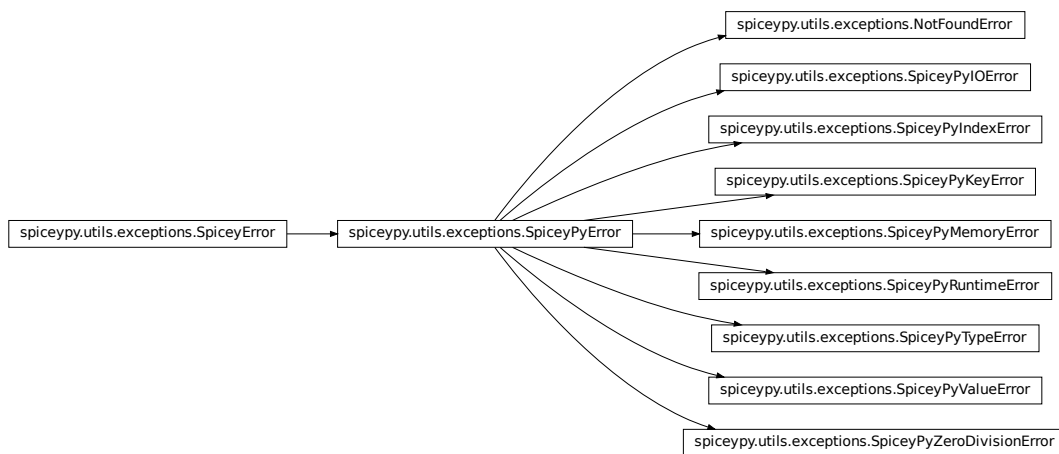 spiceypy.utils.exceptions.NotFoundError
spiceypy.utils.exceptions.SpiceyPyIOError
spiceypy.utils.exceptions.SpiceyPyIndexError
spiceypy.utils.exceptions.SpiceyPyKeyError
spiceypy.utils.exceptions.SpiceyError
spiceypy.utils.exceptions.SpiceyPyError
spiceypy.utils.exceptions.SpiceyPyMemoryError
spiceypy.utils.exceptions.SpiceyPyRuntimeError
spiceypy.utils.exceptions.SpiceyPyTypeError
spiceypy.utils.exceptions.SpiceyPyValueError
spiceypy.utils.exceptions.SpiceyPyZeroDivisionError